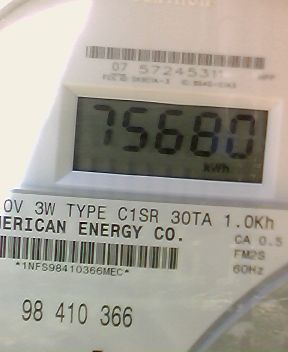 07 5724531
75680
kWh
0V 3W TYPE C1SR 30TA 1.0Kh
MERICAN ENERGY CO.
CA 0.5
FM2S
60Hz
*1NFS98410366MEC*
98 410 366